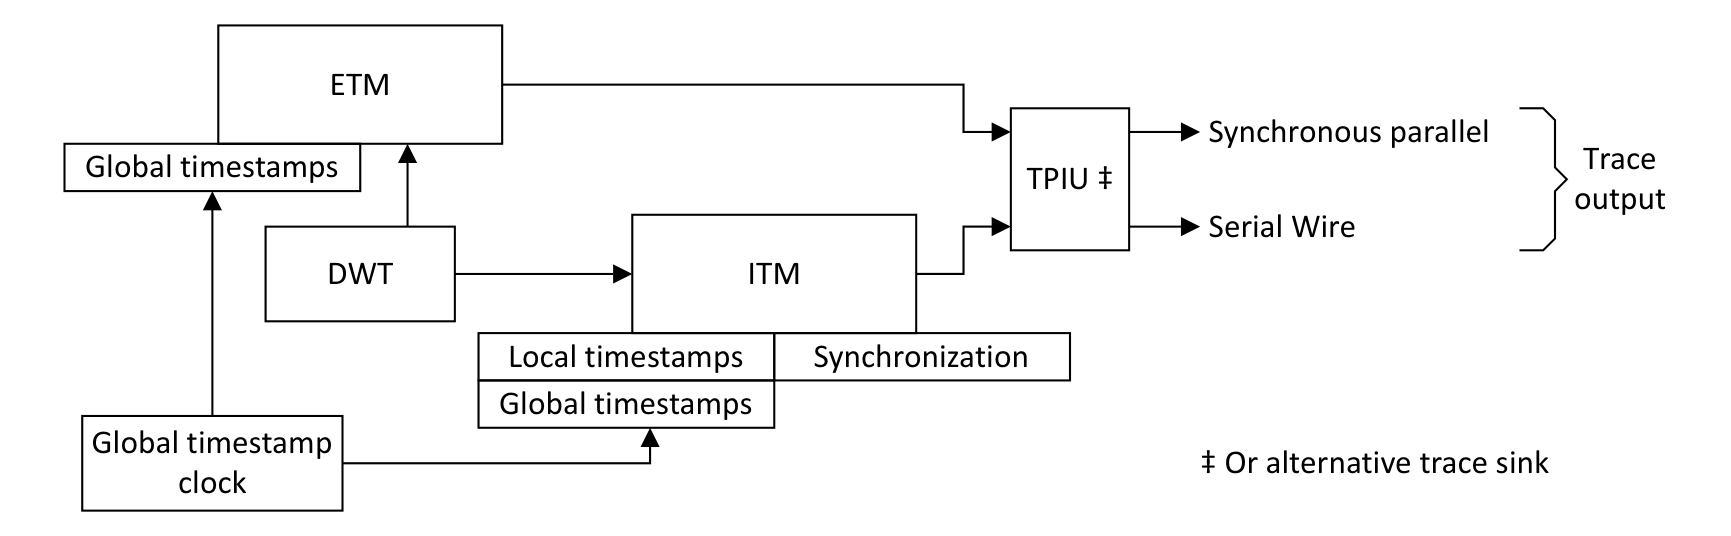 ETM
Global timestamps
DWT
ITM
Local timestamps
Synchronization
Global timestamps
Global timestamp
clock
TPIU ‡
Synchronous parallel
Serial Wire
Trace
output
‡ Or alternative trace sink